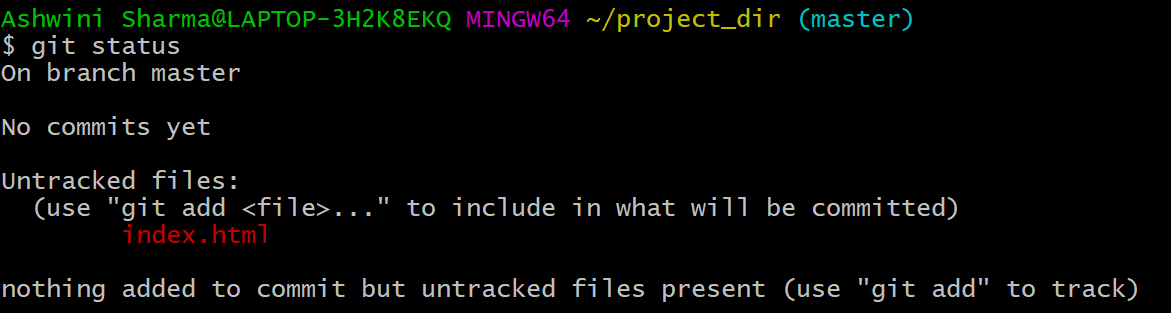 Ashwini Sharma@LAPTOP-3H2K8EKQ MINGW64 ~/project_dir (master)
$ git status
On branch master
No commits yet
Untracked files:
(use "git add <file>..." to include in what will be committed)
index.html
nothing added to commit but untracked files present (use "git add" to track)